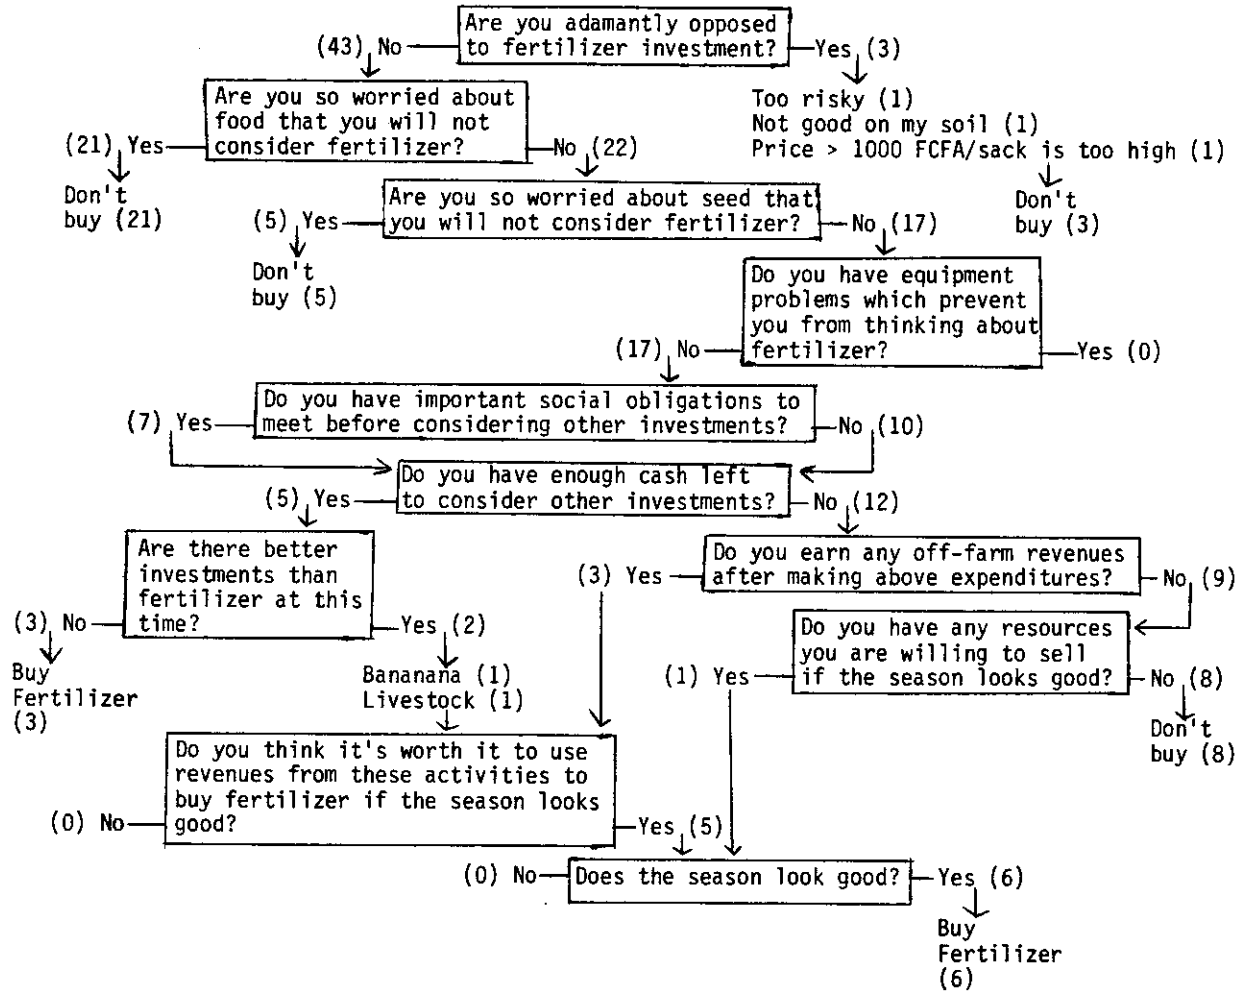 Are you adamantly opposed
to fertilizer investment?
(43) No
Yes (3)
Too risky (1)
Not good on my soil (1)
Price > 1000 FCFA/sack is too high (1)
Don't
buy (3)
Are you so worried about
food that you will not
consider fertilizer?
(21) Yes
No (22)
Don't
buy (21)
Are you so worried about seed that
you will not consider fertilizer?
(5) Yes
No (17)
Don't
buy (5)
Do you have equipment
problems which prevent
you from thinking about
fertilizer?
(17) No
Yes (0)
Do you have important social obligations to
meet before considering other investments?
(7) Yes
No (10)
Do you have enough cash left
to consider other investments?
(5) Yes
No (12)
Are there better
investments than
fertilizer at this
time?
(3) No
Yes (2)
Buy
Fertilizer
(3)
Bananana (1)
Livestock (1)
Do you earn any off-farm revenues
after making above expenditures?
(3) Yes
No (9)
Do you have any resources
you are willing to sell
if the season looks good?
(1) Yes
No (8)
Don't
buy (8)
Do you think it's worth it to use
revenues from these activities to
buy fertilizer if the season looks
good?
(0) No
Yes (5)
Does the season look good?
(0) No
Yes (6)
Buy
Fertilizer
(6)